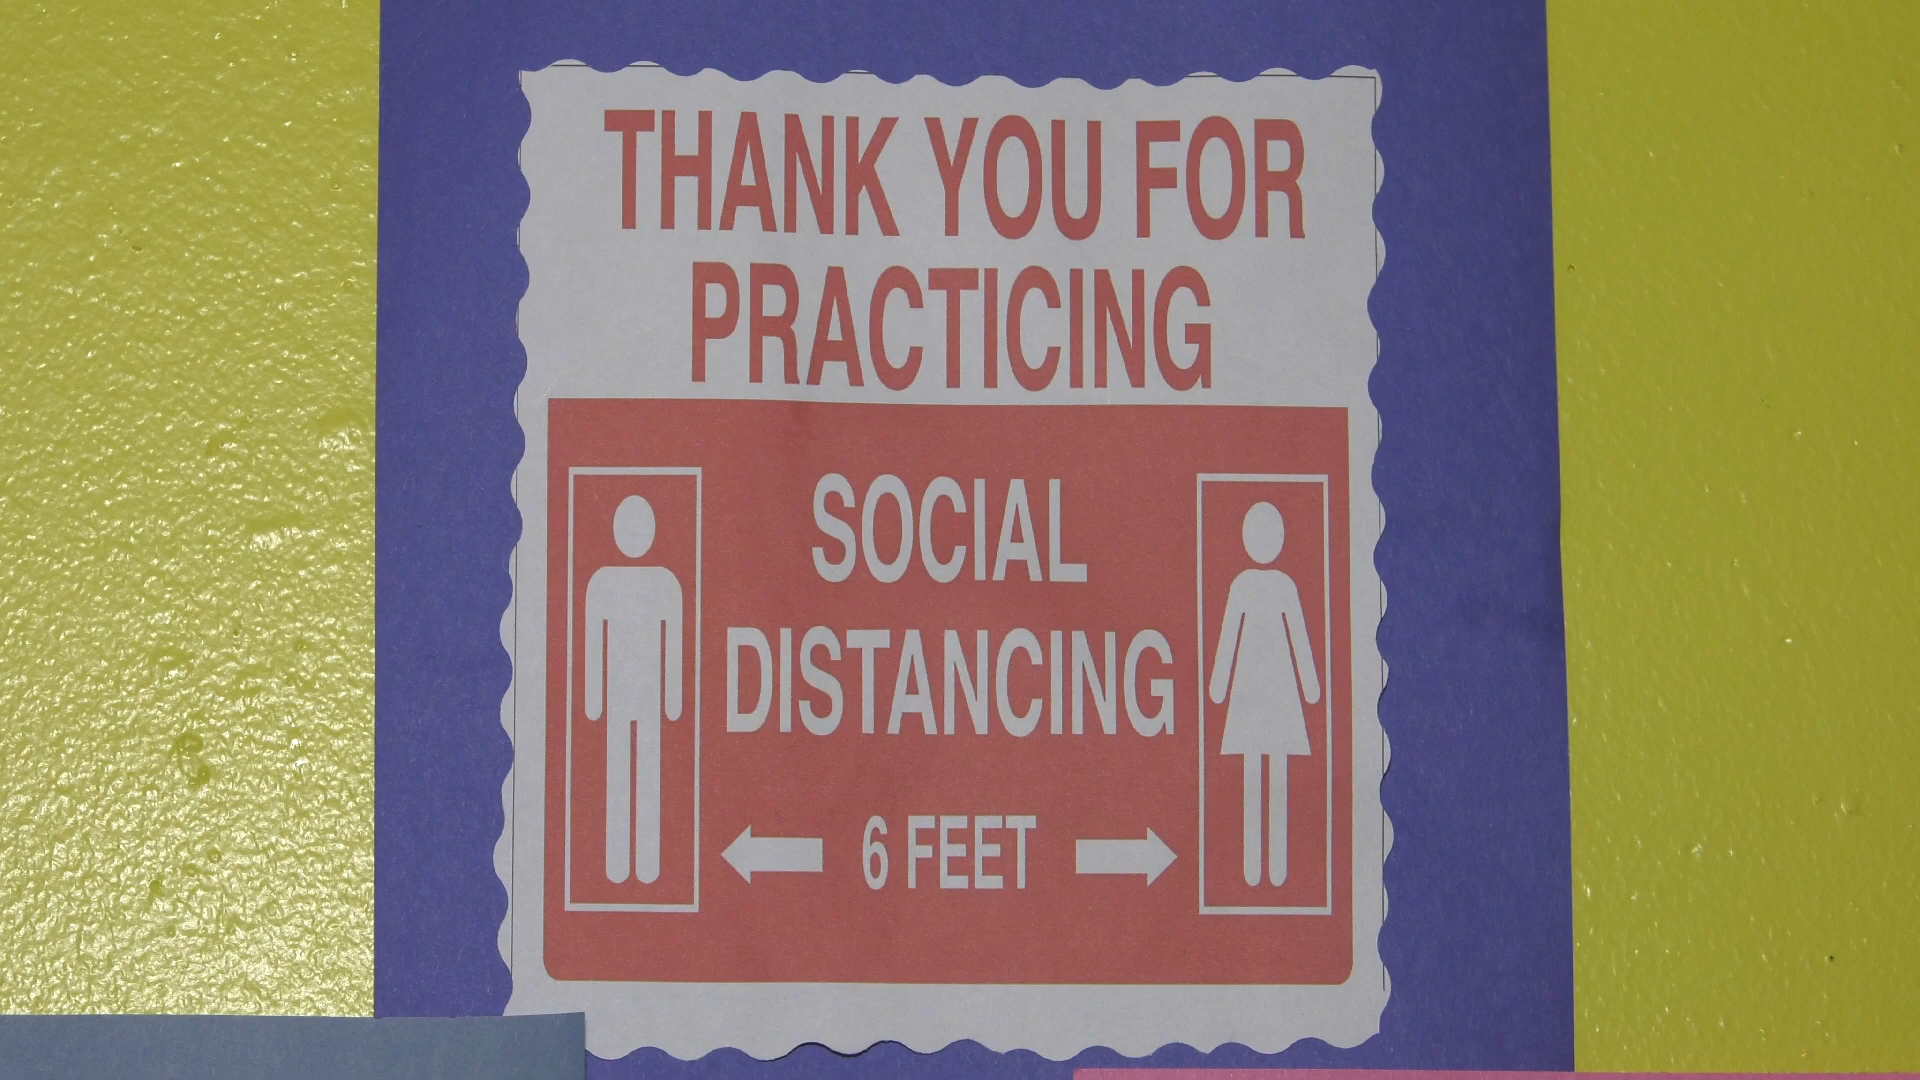 THANK YOU FOR
PRACTICING
SOCIAL
DISTANCING
6 FEET